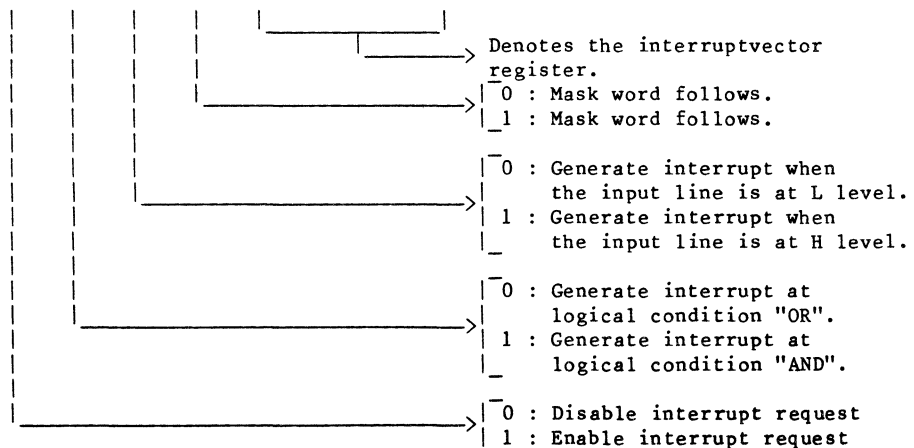 Denotes the interruptvector
register.
0 : Mask word follows.
1 : Mask word follows.
0 : Generate interrupt when
the input line is at L level.
1 : Generate interrupt when
the input line is at H level.
0 : Generate interrupt at
logical condition "OR".
1 : Generate interrupt at
logical condition "AND".
0 : Disable interrupt request
1 : Enable interrupt request